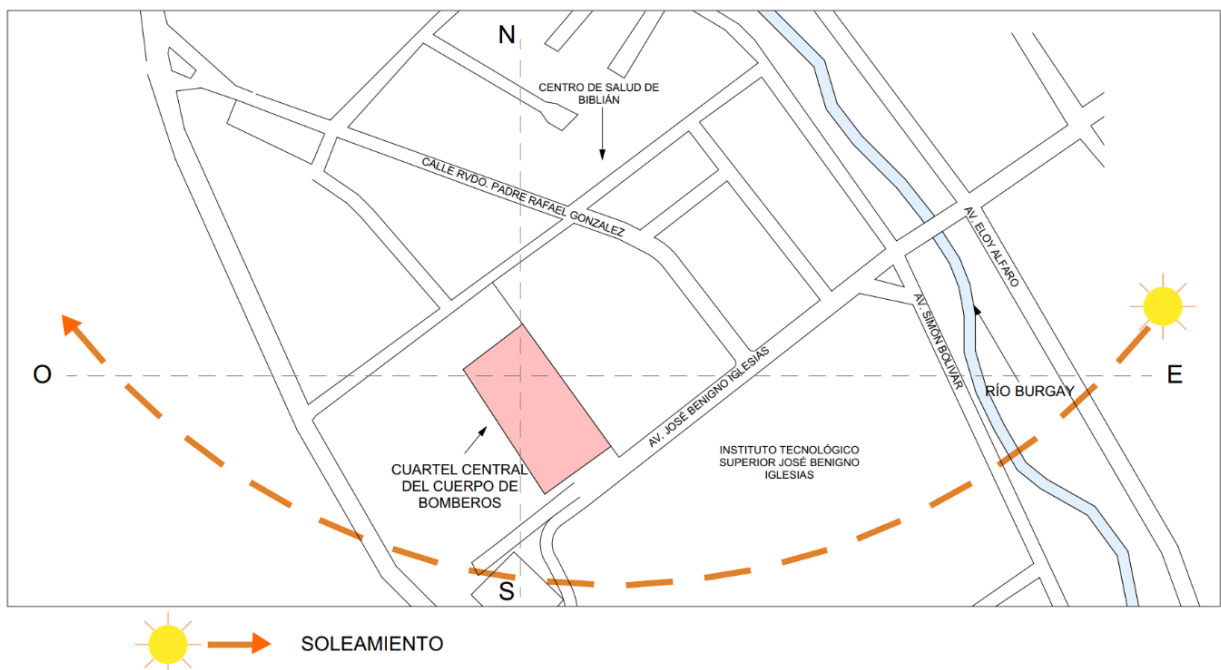 N
CENTRO DE SALUD DE
BIBLIÁN
CALLE RVDO. PADRE RAFAEL GONZALEZ
AV. ELOY ALFARO
AV. SIMÓN BOLIVAR
O
E
RÍO BURGAY
AV. JOSÉ BENIGNO IGLESIAS
INSTITUTO TECNOLÓGICO
SUPERIOR JOSÉ BENIGNO
IGLESIAS
CUARTEL CENTRAL
DEL CUERPO DE
BOMBEROS
S
SOLEAMIENTO